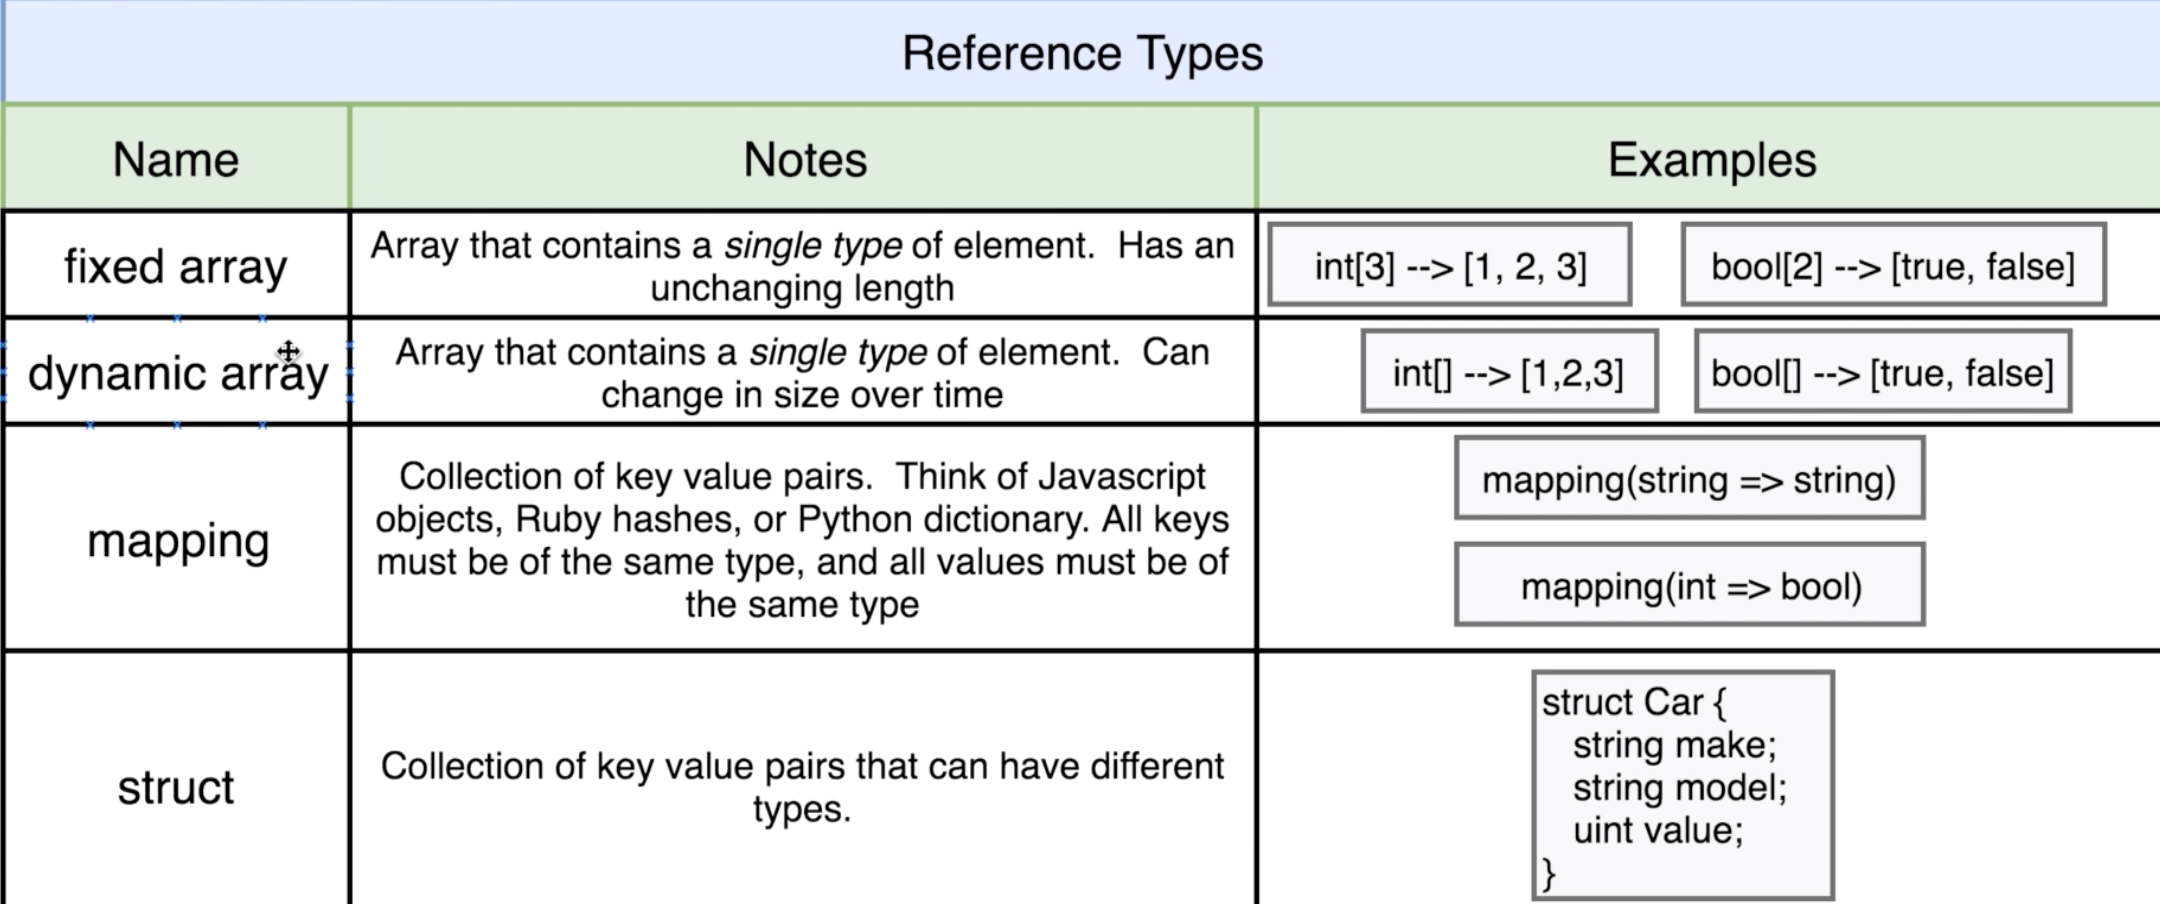 Reference Types
Name
Notes
Examples
fixed array
Array that contains a single type of element.  Has an
unchanging length
int[3] --> [1, 2, 3]
bool[2] --> [true, false]
dynamic array
Array that contains a single type of element.  Can
change in size over time
int[] --> [1,2,3]
bool[] --> [true, false]
mapping
Collection of key value pairs.  Think of Javascript
objects, Ruby hashes, or Python dictionary. All keys
must be of the same type, and all values must be of
the same type
mapping(string => string)
mapping(int => bool)
struct
Collection of key value pairs that can have different
types.
struct Car {
string make;
string model;
uint value;
}